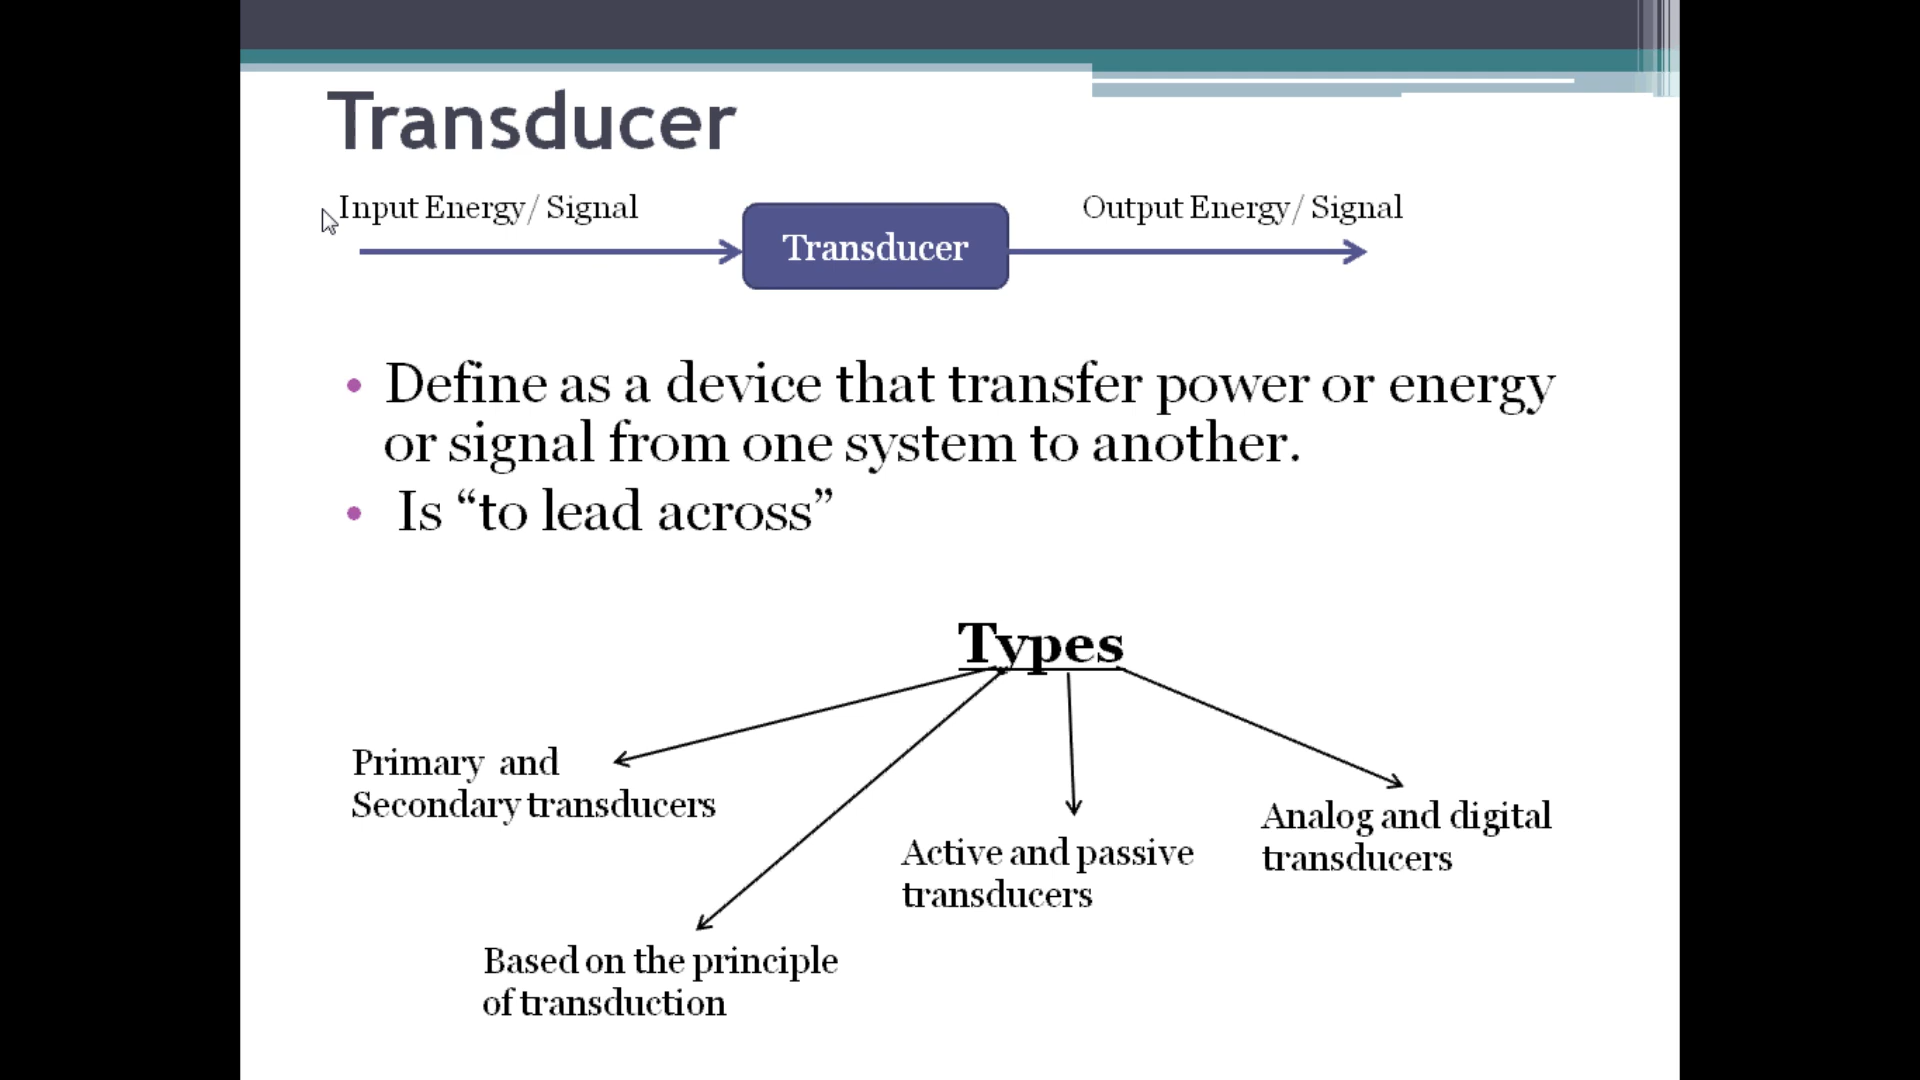 Transducer
Input Energy/ Signal
Transducer
Output Energy/ Signal
• Define as a device that transfer power or energy
or signal from one system to another.
• Is “to lead across”
Types
Primary and
Secondary transducers
Based on the principle
of transduction
Active and passive
transducers
Analog and digital
transducers